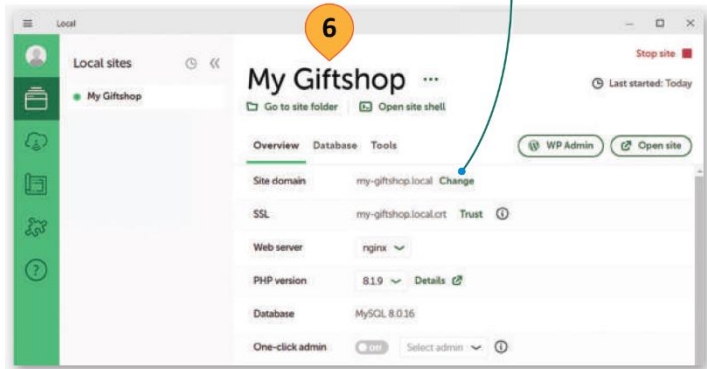 Local
6
Stop site
Local sites
My Giftshop ...
Last started: Today
My Giftshop
Go to site folder
Open site shell
Overview Database Tools
WP Admin
Open site
Site domain my-giftshop.local Change
SSL my-giftshop.local.crt Trust
Web server nginx
PHP version 8.1.9 Details
Database MySQL 8.0.16
One-click admin Off Select admin